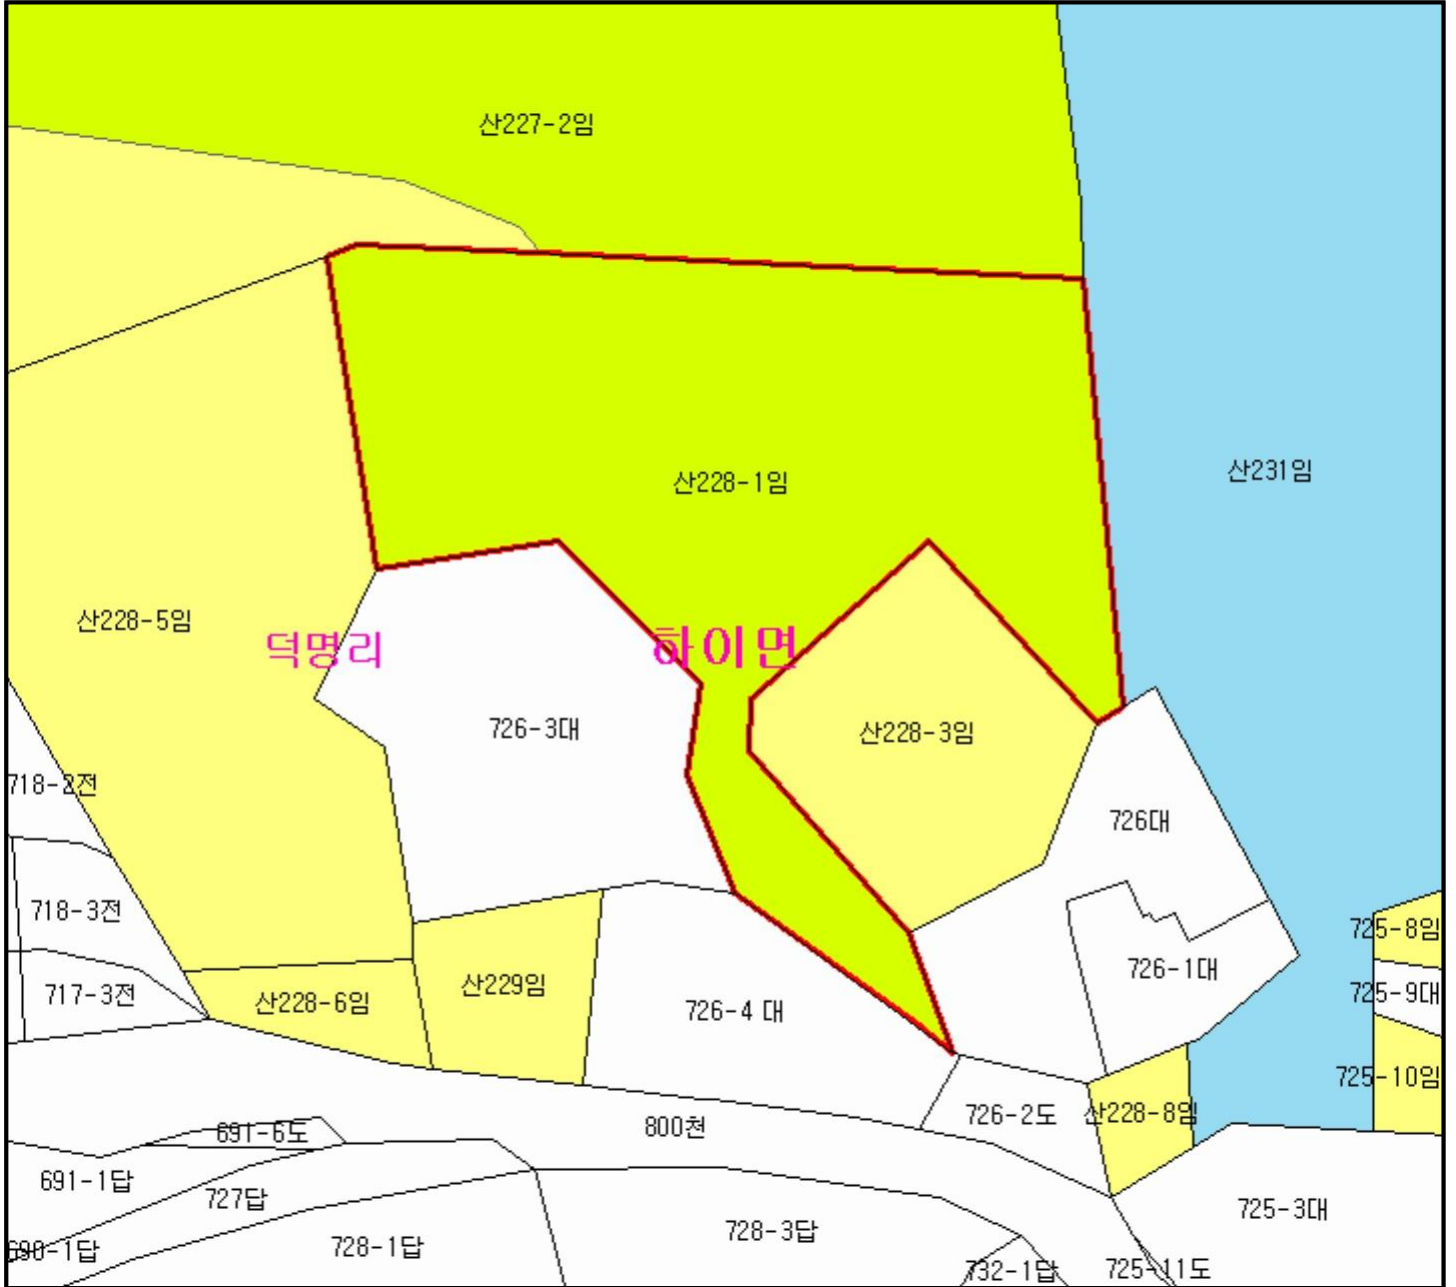 산227-2임
산228-1임
산231임
산228-5임
덕명리
하이면
726-3대
산228-3임
718-2전
726대
718-3전
725-8임
726-1대
717-3전
산228-6임
산229임
726-4 대
725-9대
725-10임
726-2도
산228-8임
691-6도
800천
691-1답
727답
725-3대
690-1답
728-1답
728-3답
732-1답
725-11도